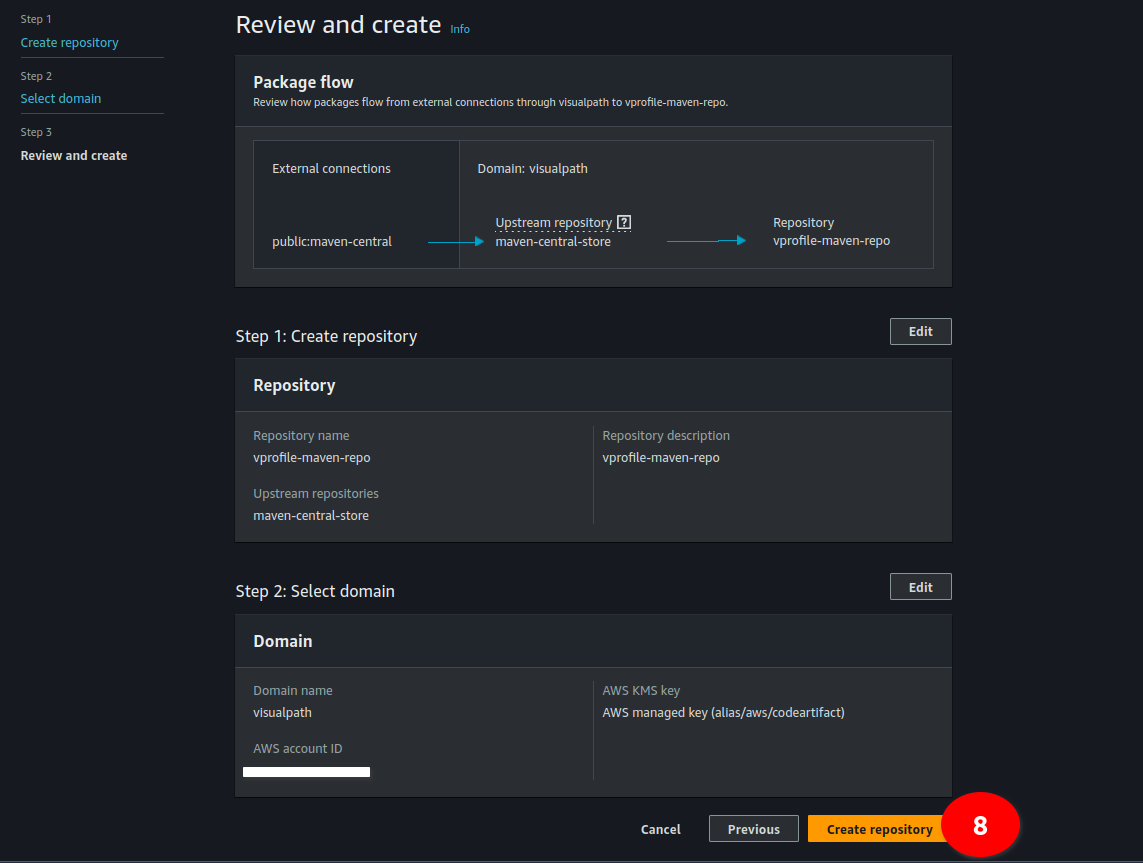 Step 1
Create repository
Step 2
Select domain
Step 3
Review and create
Review and create Info
Package flow
Review how packages flow from external connections through visualpath to vprofile-maven-repo.
External connections
public:maven-central
Domain: visualpath
Upstream repository ?
maven-central-store
Repository
vprofile-maven-repo
Step 1: Create repository
Edit
Repository
Repository name
vprofile-maven-repo
Upstream repositories
maven-central-store
Repository description
vprofile-maven-repo
Step 2: Select domain
Edit
Domain
Domain name
visualpath
AWS account ID
AWS KMS key
AWS managed key (alias/aws/codeartifact)
Cancel
Previous
Create repository
8